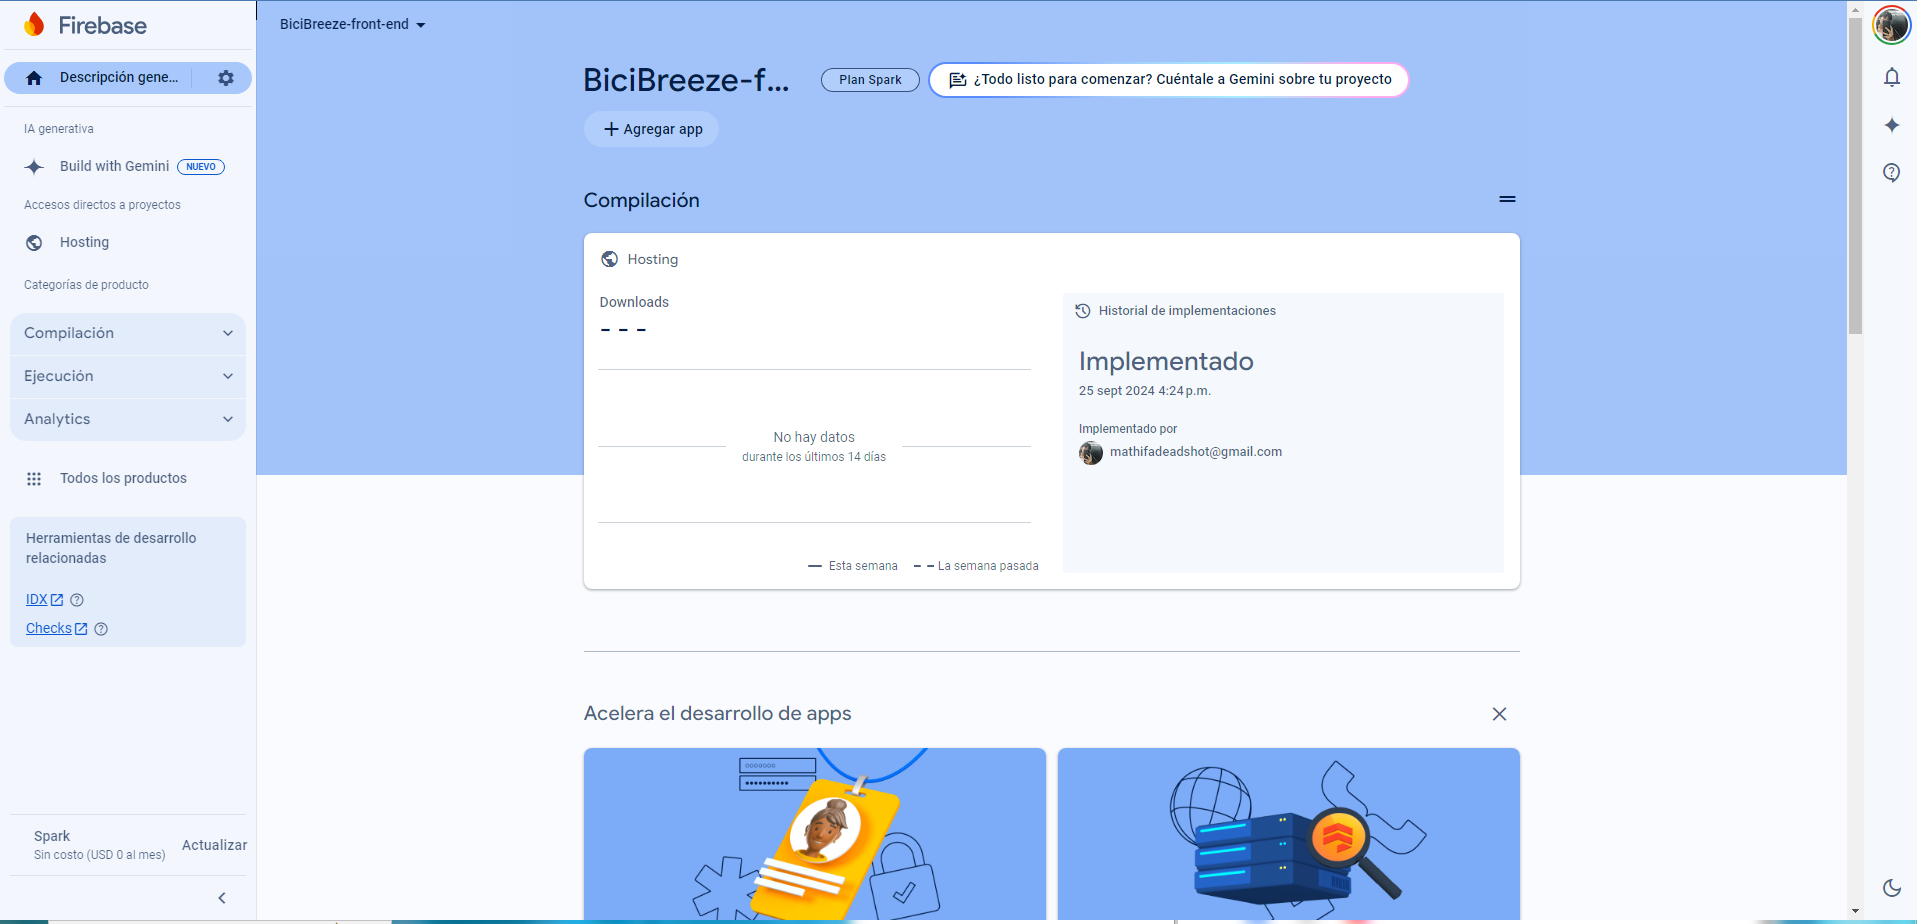 Firebase
Descripción gene...
IA generativa
Build with Gemini NUEVO
Accesos directos a proyectos
Hosting
Categorías de producto
Compilación
Ejecución
Analytics
Todos los productos
Herramientas de desarrollo
relacionadas
IDX
Checks
Spark
Sin costo (USD 0 al mes)
Actualizar
BiciBreeze-front-end
BiciBreeze-f...
Plan Spark
¿Todo listo para comenzar? Cuéntale a Gemini sobre tu proyecto
Agregar app
Compilación
Hosting
Downloads
- - -
No hay datos
durante los últimos 14 días
Esta semana
La semana pasada
Historial de implementaciones
Implementado
25 sept 2024 4:24 p.m.
Implementado por
mathifadeadshot@gmail.com
Acelera el desarrollo de apps